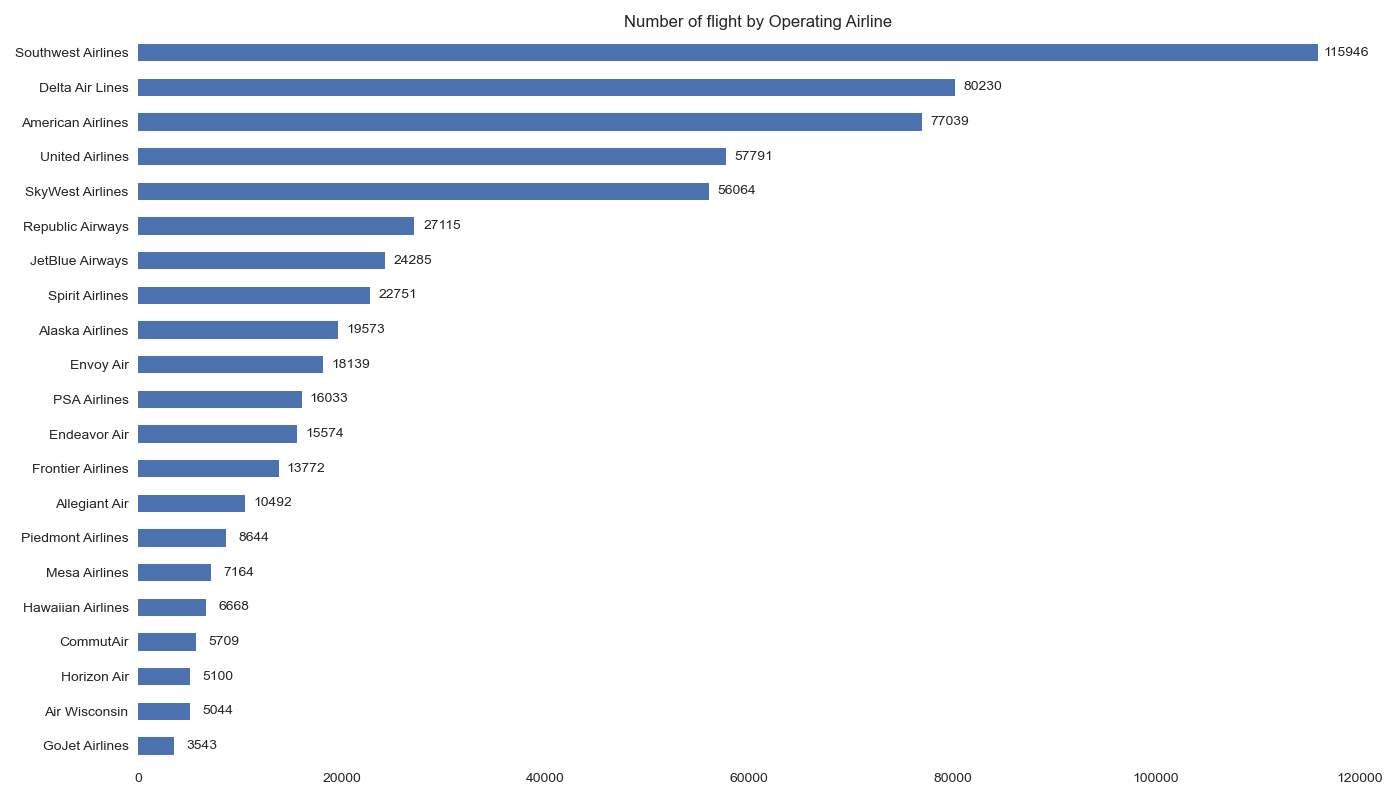 Number of flight by Operating Airline
Southwest Airlines 115946
Delta Air Lines 80230
American Airlines 77039
United Airlines 57791
SkyWest Airlines 56064
Republic Airways 27115
JetBlue Airways 24285
Spirit Airlines 22751
Alaska Airlines 19573
Envoy Air 18139
PSA Airlines 16033
Endeavor Air 15574
Frontier Airlines 13772
Allegiant Air 10492
Piedmont Airlines 8644
Mesa Airlines 7164
Hawaiian Airlines 6668
CommutAir 5709
Horizon Air 5100
Air Wisconsin 5044
GoJet Airlines 3543
0 20000 40000 60000 80000 100000 120000